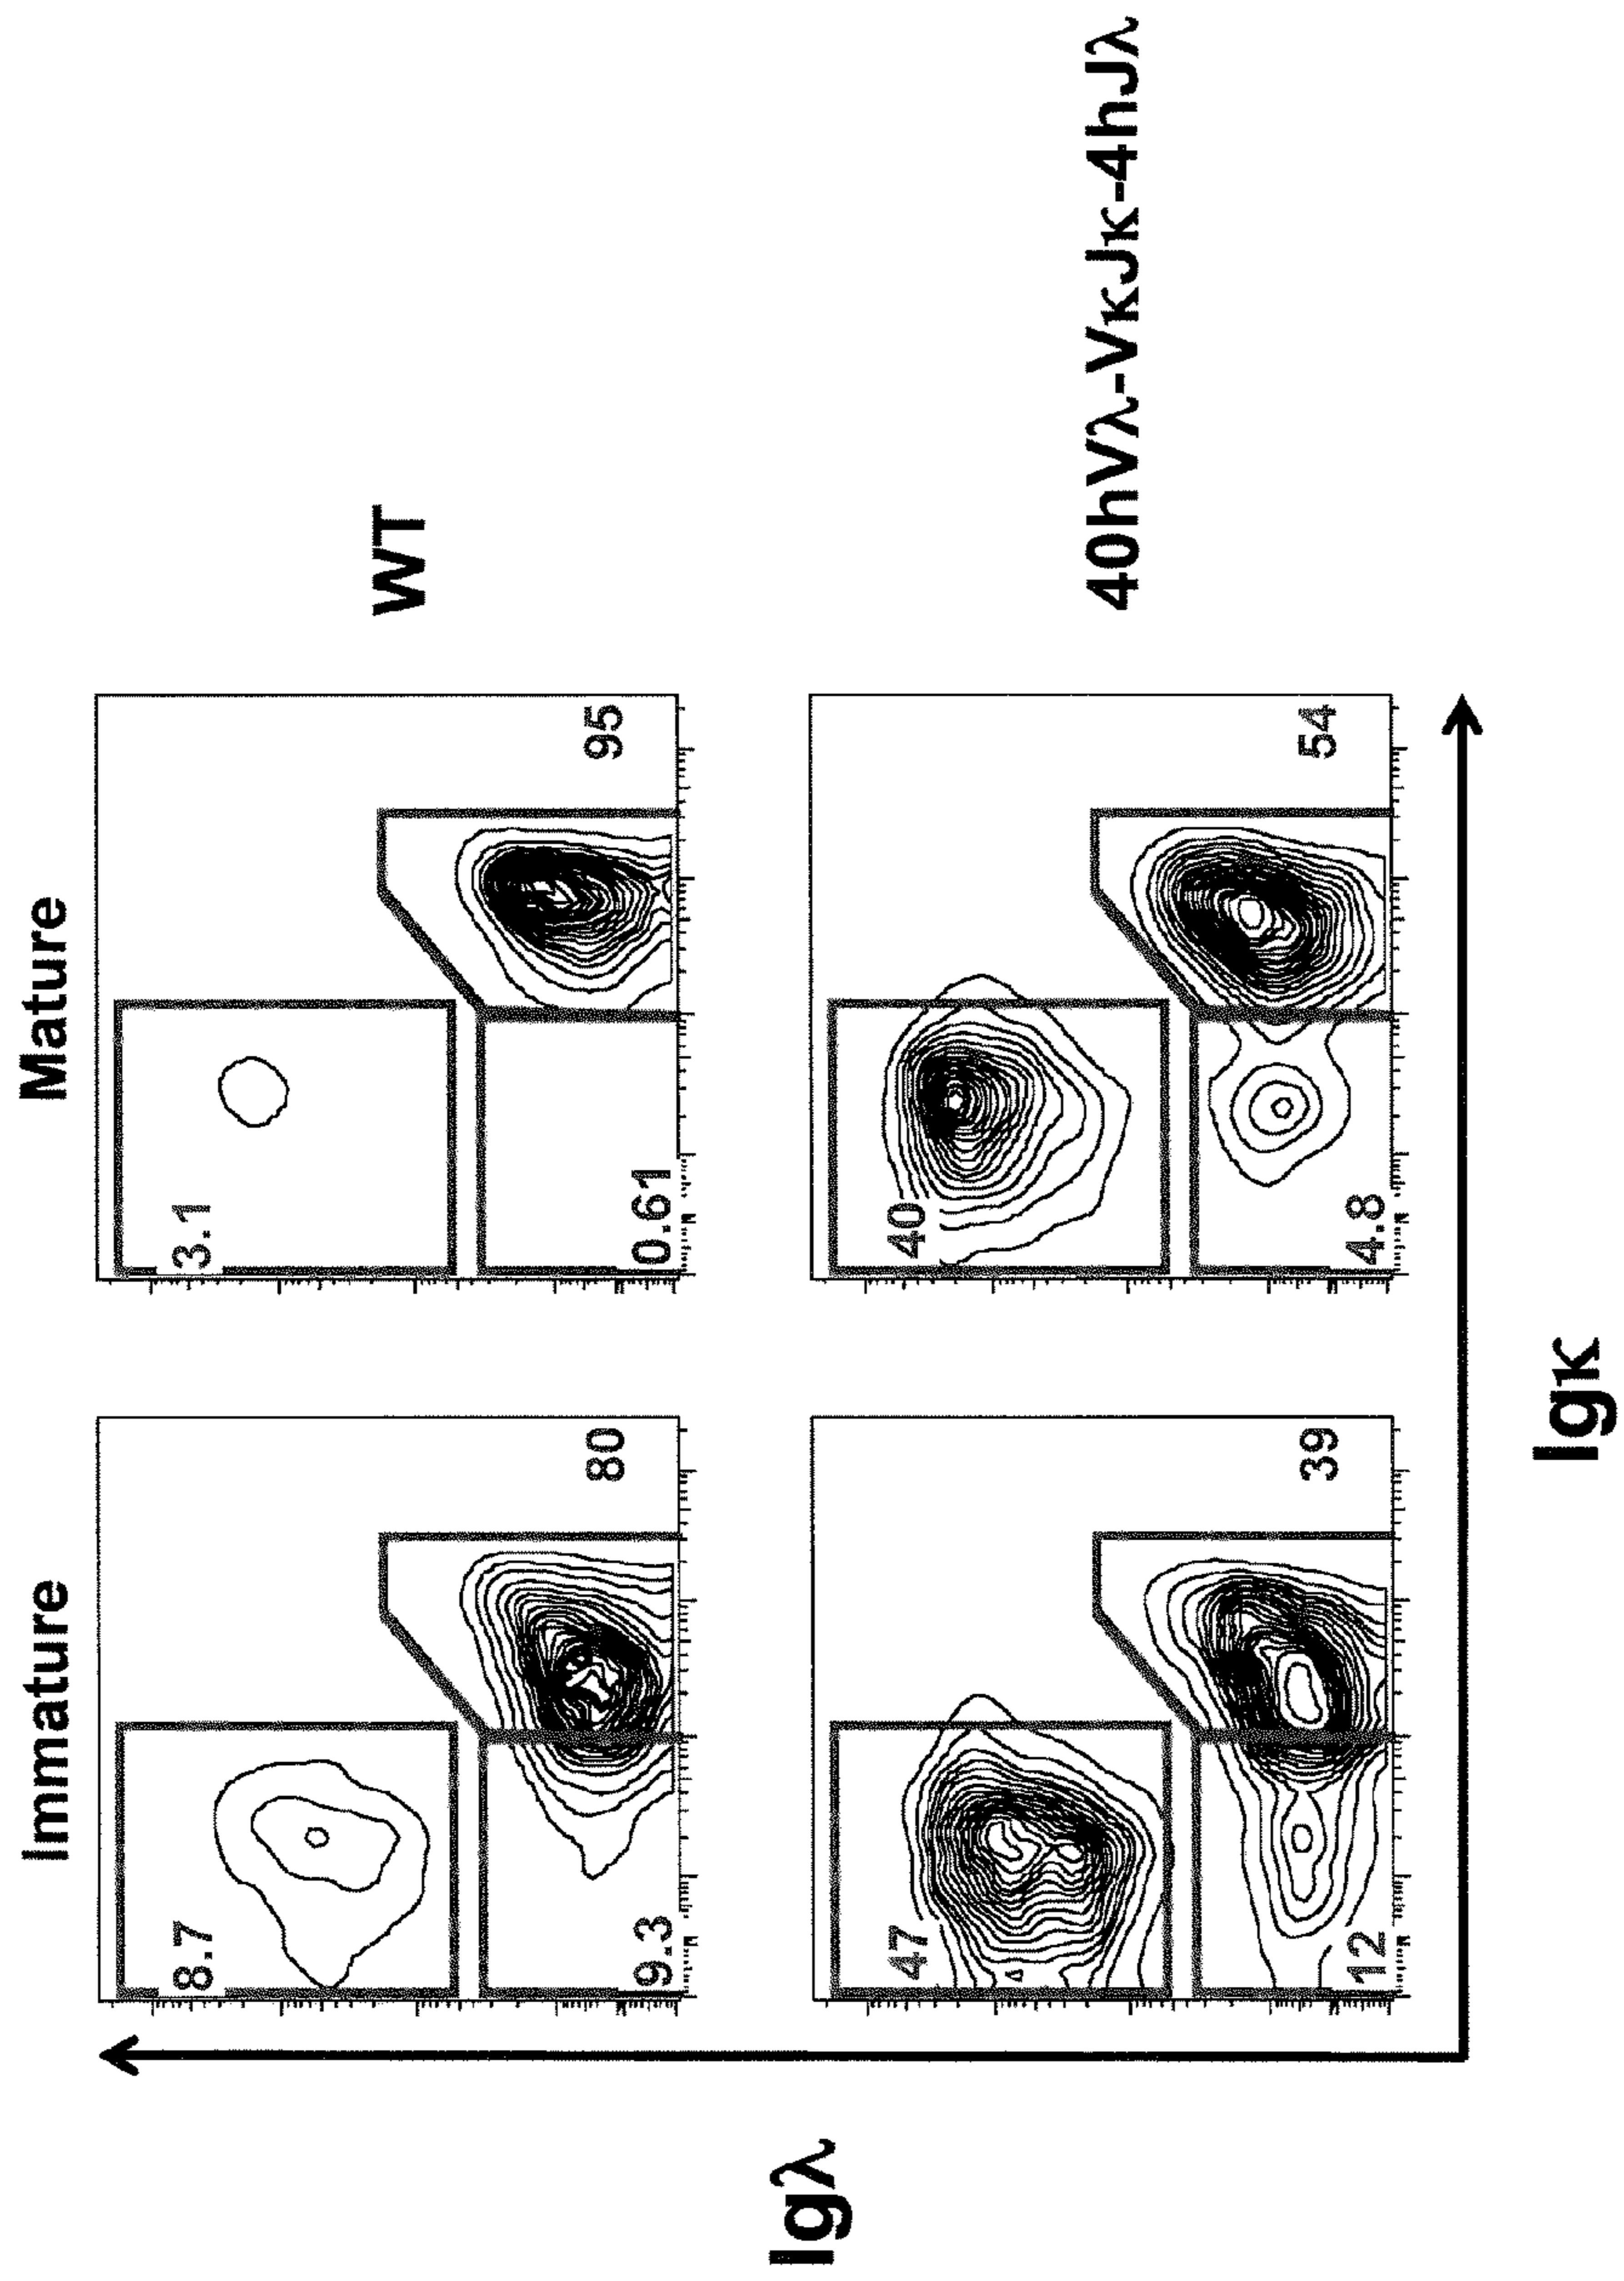 Immature
Mature
8.7
80
9.3
3.1
95
0.61
WT
47
39
12
40
54
4.8
40hVλ-VκJκ-4hJλ
Igλ
Igκ